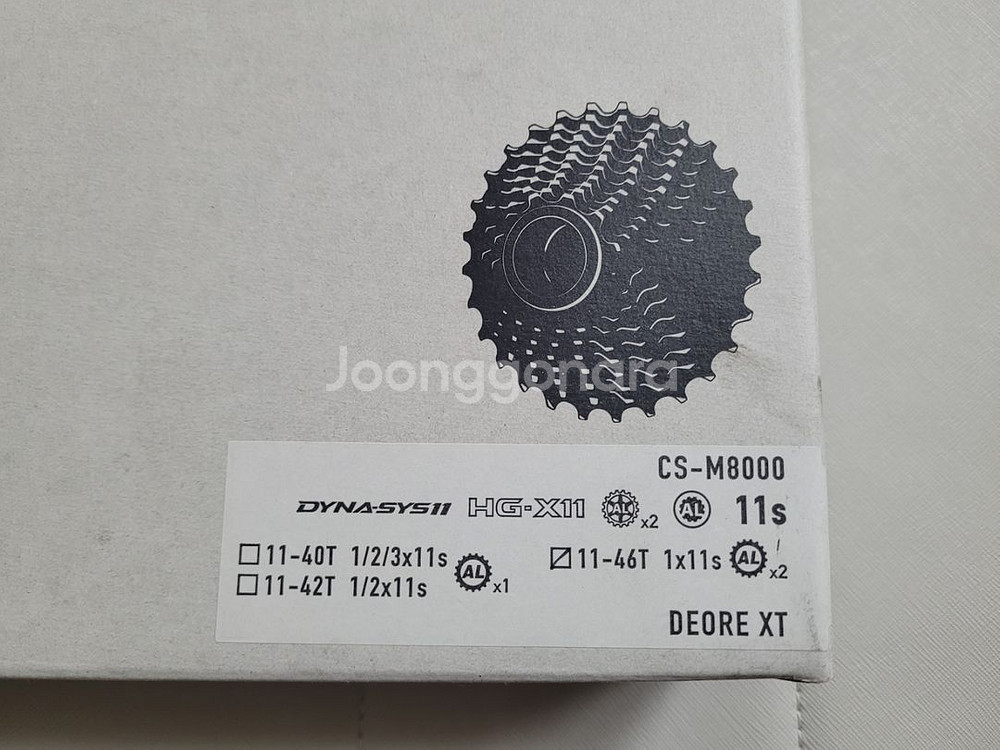 Joonggonara
CS-M8000
DYNA-SYS11 HG-X11 x2 AL 11s
11-40T 1/2/3x11s AL x1 11-46T 1x11s AL x2
11-42T 1/2x11s
DEORE XT